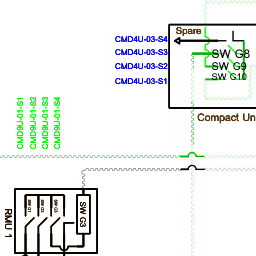 Spare
CMD4U-03-S4
CMD4U-03-S3
CMD4U-03-S2
CMD4U-03-S1
L
SW G8
SW G9
SW G10
Compact Un
CMD9U-01-S1
CMD9U-01-S2
CMD9U-01-S3
CMD9U-01-S4
SW G3
RMU 1